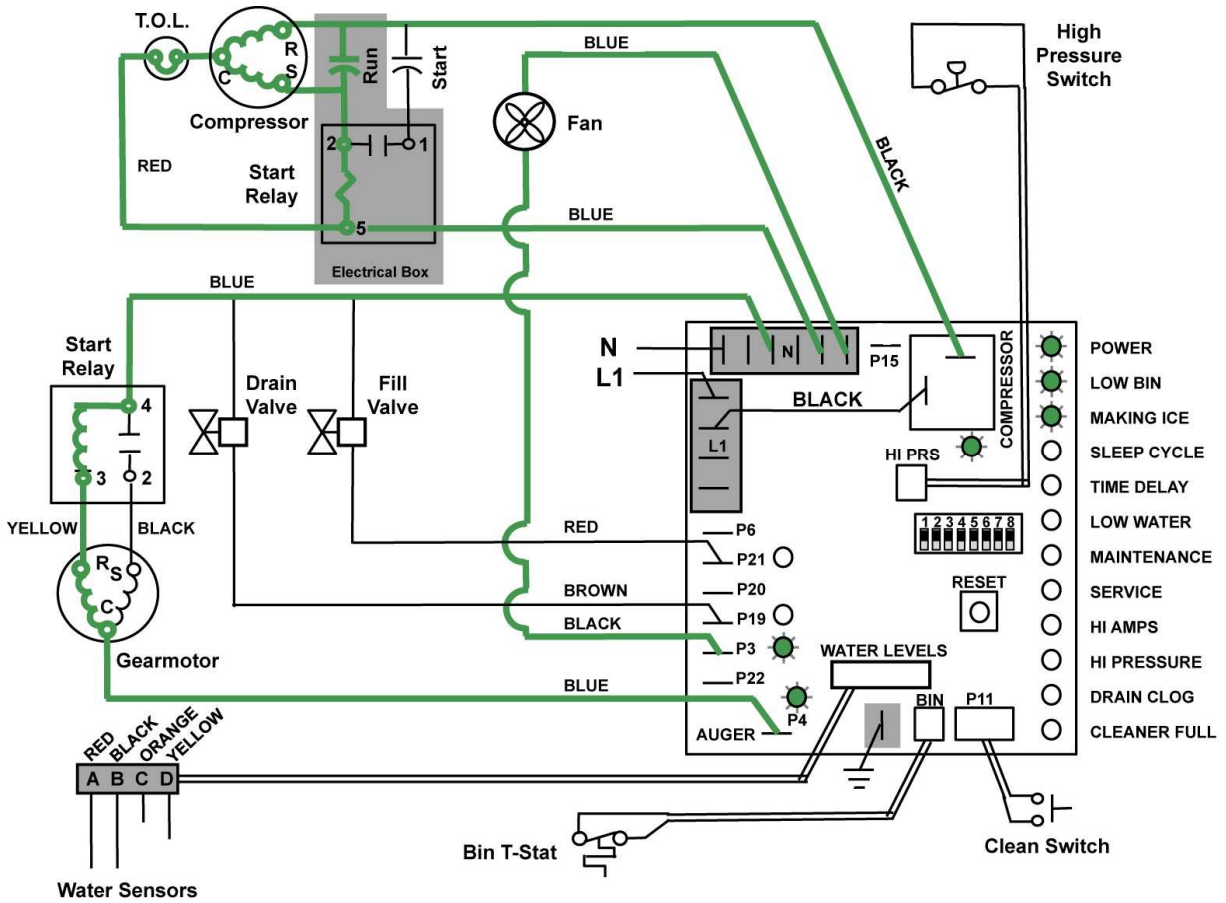 T.O.L.
R
S
C
Compressor
Run
Start
BLUE
Fan
High
Pressure
Switch
RED
Start
Relay
2
1
5
BLUE
BLACK
Electrical Box
BLUE
Start
Relay
4
3
2
YELLOW
BLACK
Drain
Valve
Fill
Valve
R
S
C
Gearmotor
N
L1
N
P15
BLACK
L1
COMPRESSOR
HI PRS
1 2 3 4 5 6 7 8
RESET
RED
P6
P21
P20
BROWN
P19
BLACK
P3
P22
BLUE
P4
AUGER
WATER LEVELS
BIN
P11
POWER
LOW BIN
MAKING ICE
SLEEP CYCLE
TIME DELAY
LOW WATER
MAINTENANCE
SERVICE
HI AMPS
HI PRESSURE
DRAIN CLOG
CLEANER FULL
RED
BLACK
ORANGE
YELLOW
A B C D
Water Sensors
Bin T-Stat
Clean Switch